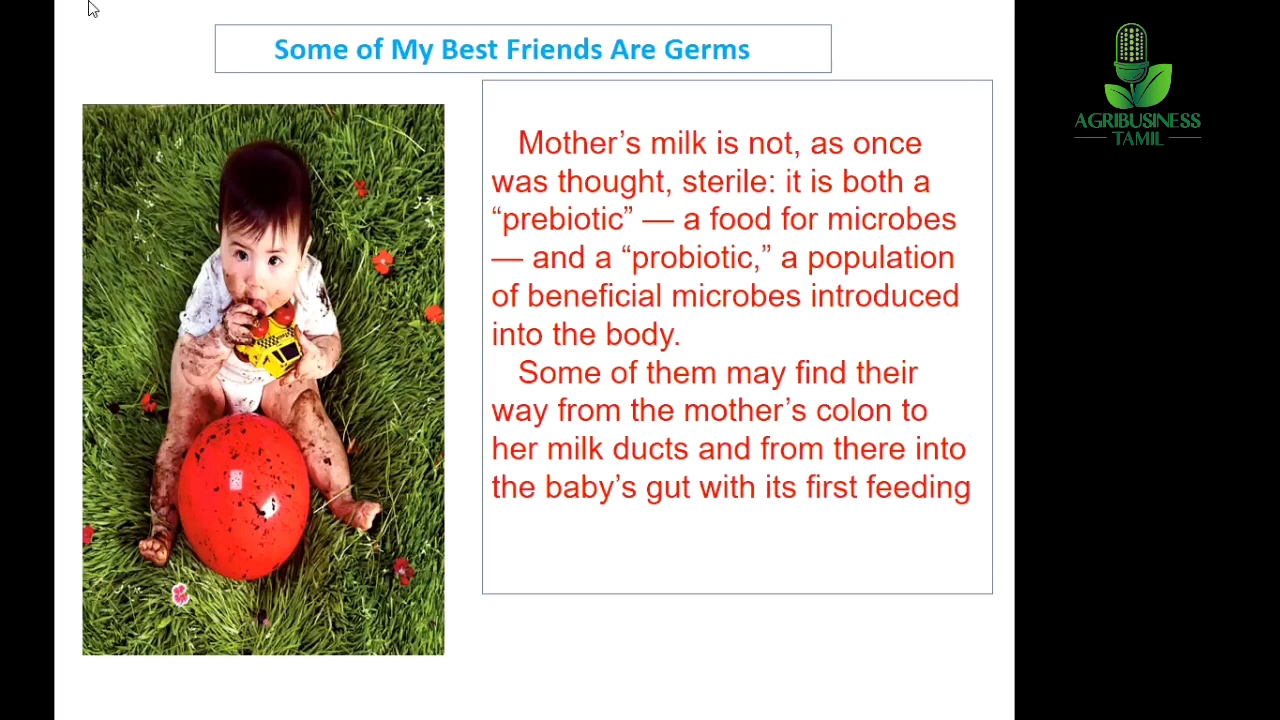 Some of My Best Friends Are Germs
Mother’s milk is not, as once
was thought, sterile: it is both a
“prebiotic” — a food for microbes
— and a “probiotic,” a population
of beneficial microbes introduced
into the body.
Some of them may find their
way from the mother’s colon to
her milk ducts and from there into
the baby’s gut with its first feeding
AGRIBUSINESS
TAMIL